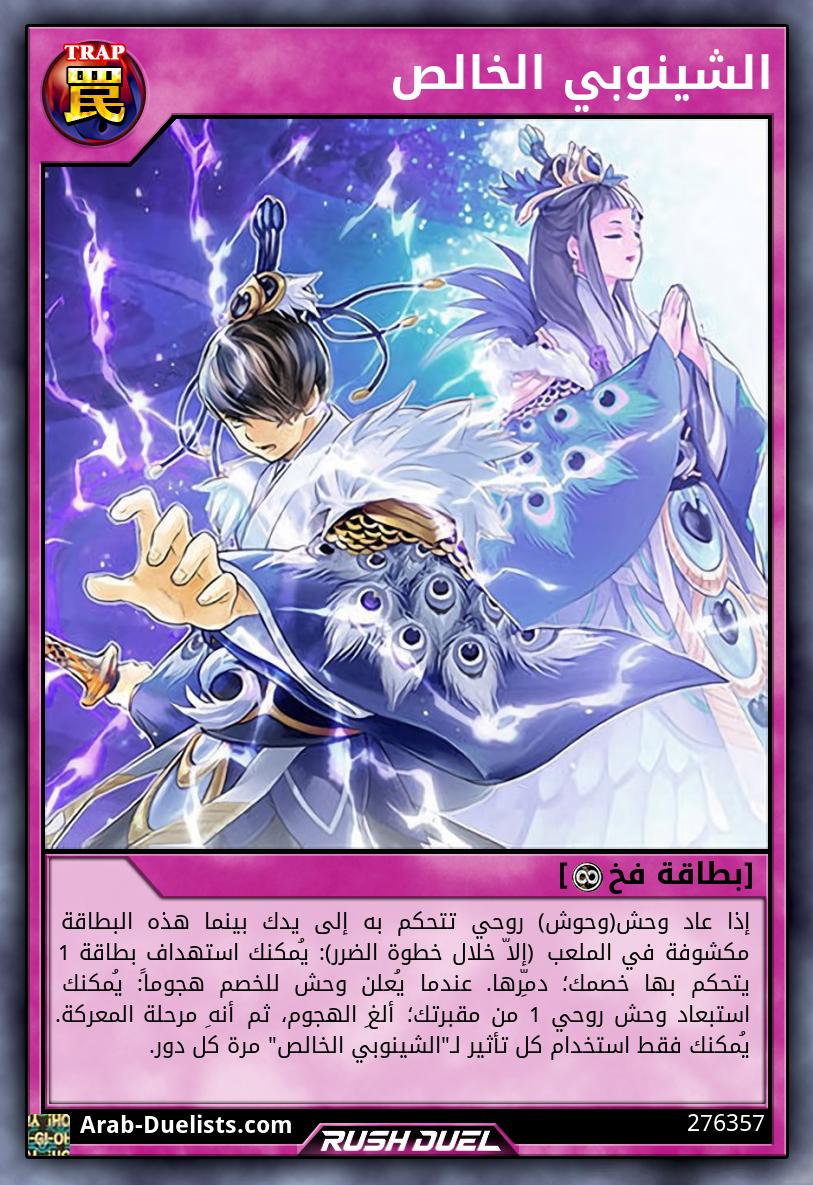 TRAP
罠
الشينوبي الخالص
[بطاقة فخ ∞]
إذا عاد وحش(وحوش) روحي تتحكم به إلى يدك بينما هذه البطاقة
مكشوفة في الملعب (إلاّ خلال خطوة الضرر): يُمكنك استهداف بطاقة 1
يتحكم بها خصمك؛ دمِّرها. عندما يُعلن وحش للخصم هجوماً: يُمكنك
استبعاد وحش روحي 1 من مقبرتك؛ ألغِ الهجوم، ثم أنهِ مرحلة المعركة.
يُمكنك فقط استخدام كل تأثير لـ"الشينوبي الخالص" مرة كل دور.
Arab-Duelists.com
RUSH DUEL
276357